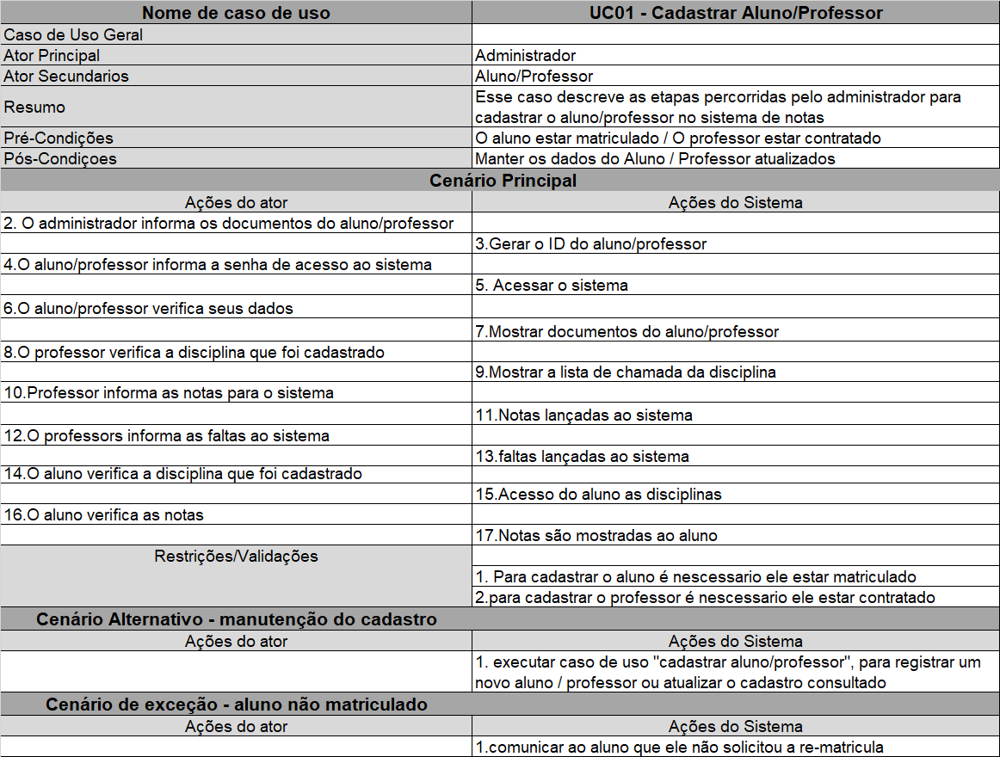 Nome de caso de uso
UC01 - Cadastrar Aluno/Professor
Caso de Uso Geral
Ator Principal
Administrador
Ator Secundarios
Aluno/Professor
Resumo
Esse caso descreve as etapas percorridas pelo administrador para
cadastrar o aluno/professor no sistema de notas
Pré-Condições
O aluno estar matriculado / O professor estar contratado
Pós-Condiçoes
Manter os dados do Aluno / Professor atualizados
Cenário Principal
Ações do ator
Ações do Sistema
2. O administrador informa os documentos do aluno/professor
3.Gerar o ID do aluno/professor
4.O aluno/professor informa a senha de acesso ao sistema
5. Acessar o sistema
6.O aluno/professor verifica seus dados
7.Mostrar documentos do aluno/professor
8.O professor verifica a disciplina que foi cadastrado
9.Mostrar a lista de chamada da disciplina
10.Professor informa as notas para o sistema
11.Notas lançadas ao sistema
12.O professors informa as faltas ao sistema
13.faltas lançadas ao sistema
14.O aluno verifica a disciplina que foi cadastrado
15.Acesso do aluno as disciplinas
16.O aluno verifica as notas
17.Notas são mostradas ao aluno
Restrições/Validações
1. Para cadastrar o aluno é nescessario ele estar matriculado
2.para cadastrar o professor é nescessario ele estar contratado
Cenário Alternativo - manutenção do cadastro
Ações do ator
Ações do Sistema
1. executar caso de uso "cadastrar aluno/professor", para registrar um
novo aluno / professor ou atualizar o cadastro consultado
Cenário de exceção - aluno não matriculado
Ações do ator
Ações do Sistema
1.comunicar ao aluno que ele não solicitou a re-matricula